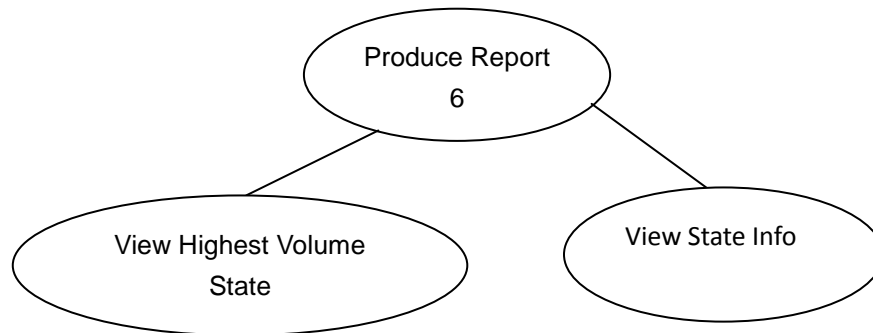 Produce Report
6
View Highest Volume
State
View State Info